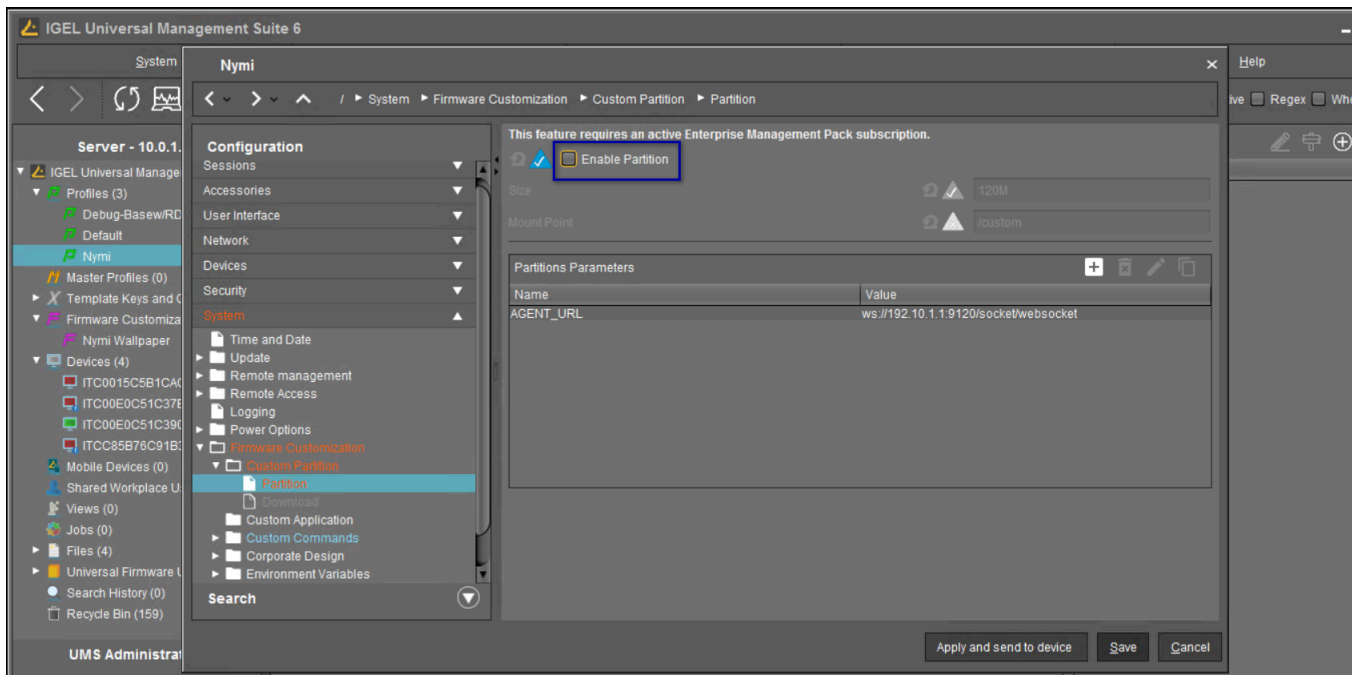 IGEL Universal Management Suite 6
System
Help
Nymi
/ System Firmware Customization Custom Partition Partition
Regex
Server - 10.0.1.
IGEL Universal Manage
Profiles (3)
Debug-Basew/RD
Default
Nymi
Master Profiles (0)
Template Keys and
Firmware Customiza
Nymi Wallpaper
Devices (4)
ITC0015C5B1CAC
ITC00E0C51C37E
ITC00E0C51C390
ITCC85B76C91B3
Mobile Devices (0)
Shared Workplace U
Views (0)
Jobs (0)
Files (4)
Universal Firmware
Search History (0)
Recycle Bin (159)
UMS Administra
Configuration
Sessions
Accessories
User Interface
Network
Devices
Security
System
Time and Date
Update
Remote management
Remote Access
Logging
Power Options
Firmware Customization
Custom Partition
Partition
Download
Custom Application
Custom Commands
Corporate Design
Environment Variables
Search
This feature requires an active Enterprise Management Pack subscription.
Enable Partition
Size 120M
Mount Point /custom
Partitions Parameters
Name Value
AGENT_URL ws://192.10.1.1:9120/socket/websocket
Apply and send to device Save Cancel